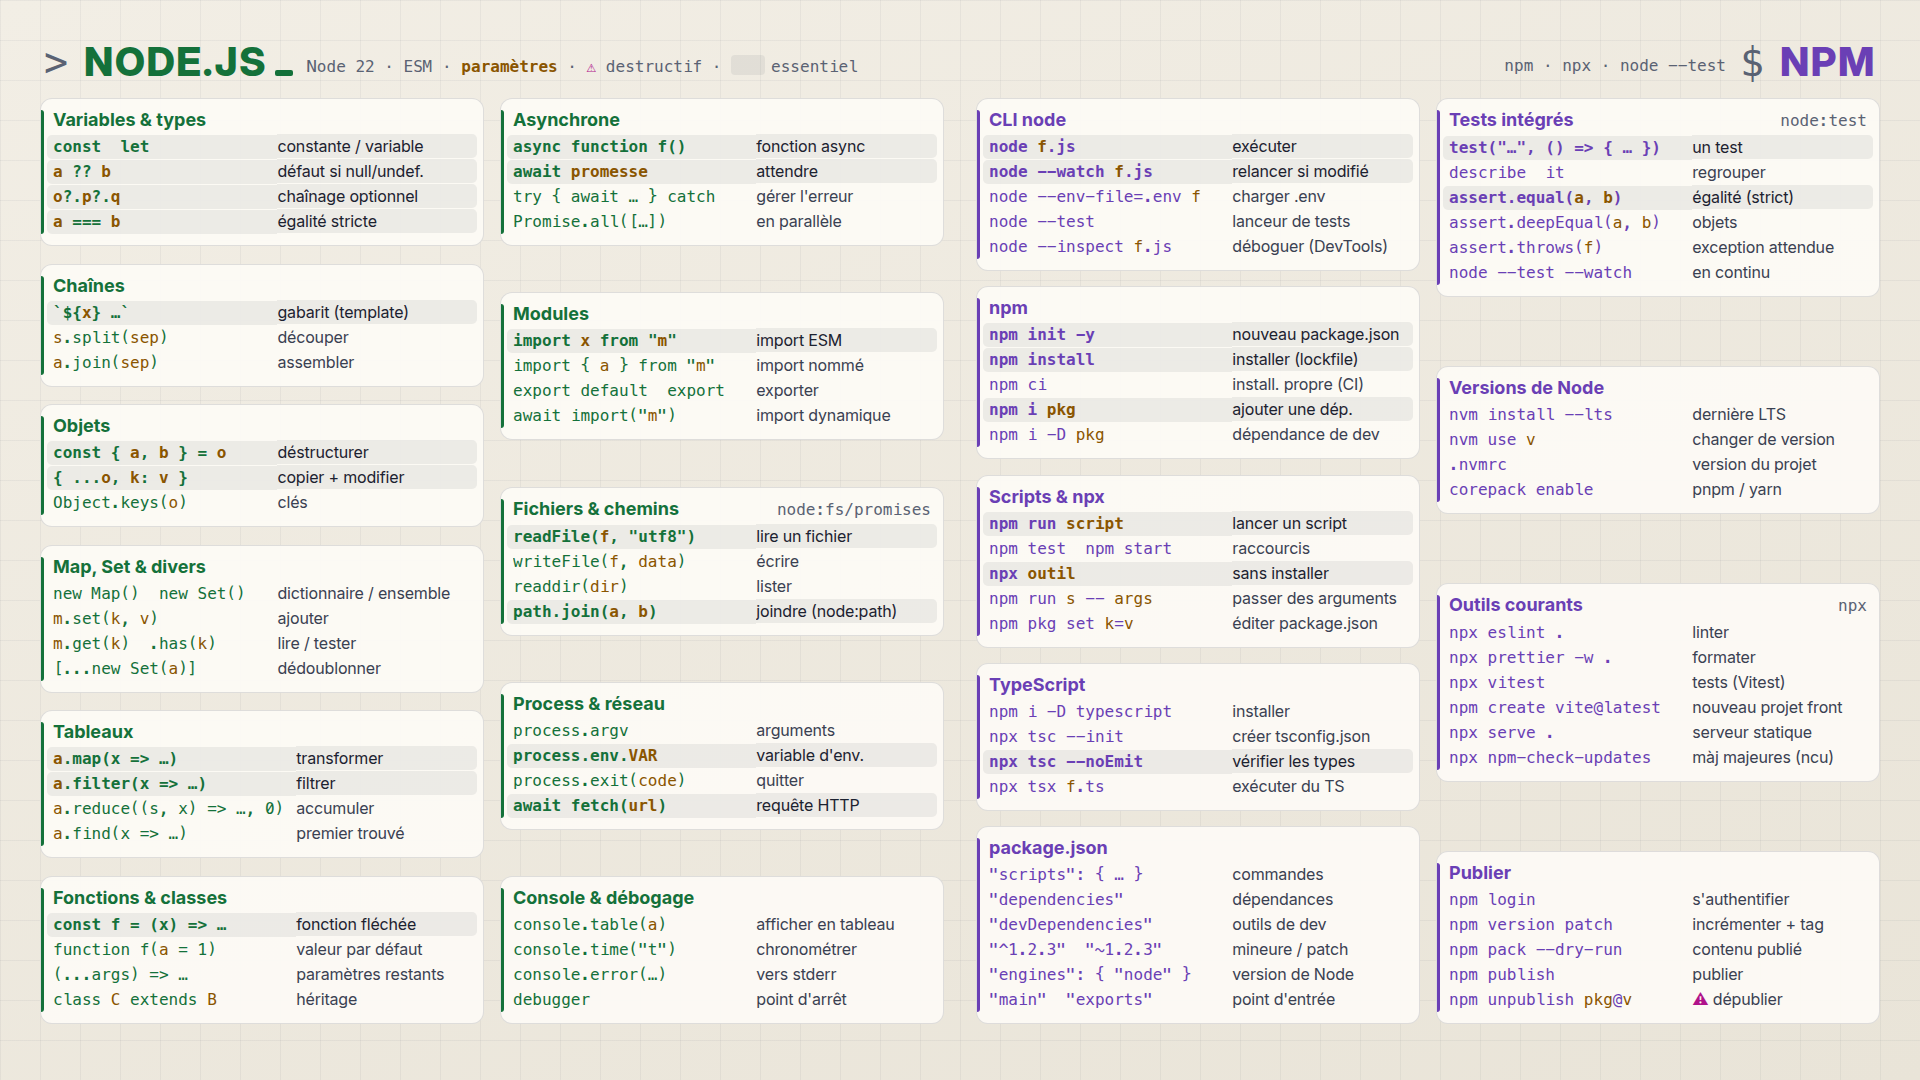 > NODE.JS_ Node 22 · ESM · paramètres · ⚠ destructif · essentiel
npm · npx · node --test $ NPM
Variables & types
const let constante / variable
a ?? b défaut si null/undef.
o?.p?.q chaînage optionnel
a === b égalité stricte
Chaînes
`${x} …` gabarit (template)
s.split(sep) découper
a.join(sep) assembler
Objets
const { a, b } = o déstructurer
{ ...o, k: v } copier + modifier
Object.keys(o) clés
Map, Set & divers
new Map() new Set() dictionnaire / ensemble
m.set(k, v) ajouter
m.get(k) .has(k) lire / tester
[...new Set(a)] dédoublonner
Tableaux
a.map(x => …) transformer
a.filter(x => …) filtrer
a.reduce((s, x) => …, 0) accumuler
a.find(x => …) premier trouvé
Fonctions & classes
const f = (x) => … fonction fléchée
function f(a = 1) valeur par défaut
(...args) => … paramètres restants
class C extends B héritage
Asynchrone
async function f() fonction async
await promesse attendre
try { await … } catch gérer l'erreur
Promise.all([…]) en parallèle
Modules
import x from "m" import ESM
import { a } from "m" import nommé
export default export exporter
await import("m") import dynamique
Fichiers & chemins node:fs/promises
readFile(f, "utf8") lire un fichier
writeFile(f, data) écrire
readdir(dir) lister
path.join(a, b) joindre (node:path)
Process & réseau
process.argv arguments
process.env.VAR variable d'env.
process.exit(code) quitter
await fetch(url) requête HTTP
Console & débogage
console.table(a) afficher en tableau
console.time("t") chronométrer
console.error(…) vers stderr
debugger point d'arrêt
CLI node
node f.js exécuter
node --watch f.js relancer si modifié
node --env-file=.env f charger .env
node --test lanceur de tests
node --inspect f.js déboguer (DevTools)
npm
npm init -y nouveau package.json
npm install installer (lockfile)
npm ci install. propre (CI)
npm i pkg ajouter une dép.
npm i -D pkg dépendance de dev
Scripts & npx
npm run script lancer un script
npm test npm start raccourcis
npx outil sans installer
npm run s -- args passer des arguments
npm pkg set k=v éditer package.json
TypeScript
npm i -D typescript installer
npx tsc --init créer tsconfig.json
npx tsc --noEmit vérifier les types
npx tsx f.ts exécuter du TS
package.json
"scripts": { … } commandes
"dependencies" dépendances
"devDependencies" outils de dev
"^1.2.3" "~1.2.3" mineure / patch
"engines": { "node" } version de Node
"main" "exports" point d'entrée
Tests intégrés node:test
test("…", () => { … }) un test
describe it regrouper
assert.equal(a, b) égalité (strict)
assert.deepEqual(a, b) objets
assert.throws(f) exception attendue
node --test --watch en continu
Versions de Node
nvm install --lts dernière LTS
nvm use v changer de version
.nvmrc version du projet
corepack enable pnpm / yarn
Outils courants npx
npx eslint . linter
npx prettier -w . formater
npx vitest tests (Vitest)
npm create vite@latest nouveau projet front
npx serve . serveur statique
npx npm-check-updates màj majeures (ncu)
Publier
npm login s'authentifier
npm version patch incrémenter + tag
npm pack --dry-run contenu publié
npm publish publier
npm unpublish pkg@v ⚠ dépublier